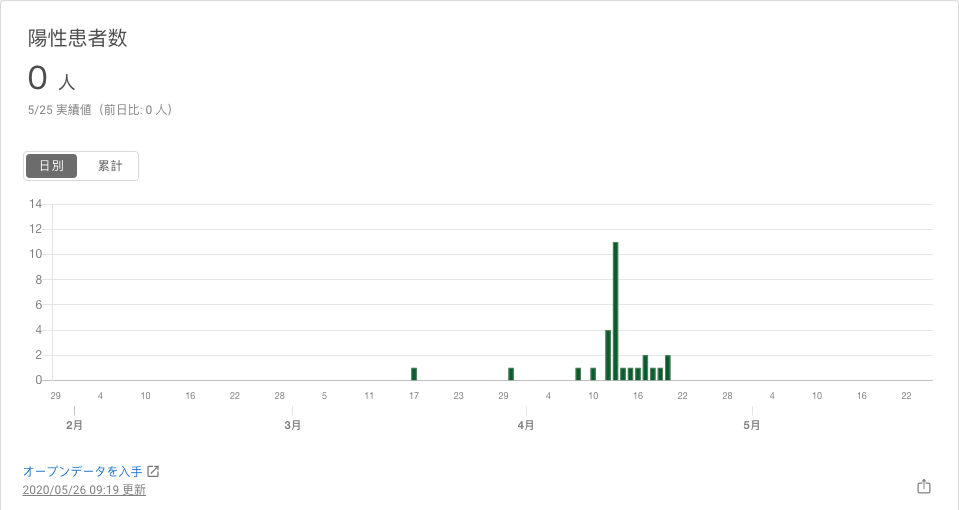 陽性患者数
0 人
5/25 実績値（前日比: 0 人）
日別 累計
14
12
10
8
6
4
2
0
29 4 10 16 22 28 5 11 17 23 29 4 10 16 22 28 4 10 16 22
2月 3月 4月 5月
オープンデータを入手
2020/05/26 09:19 更新